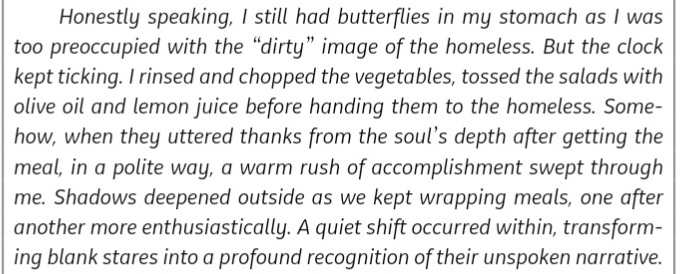 Honestly speaking, I still had butterflies in my stomach as I was
too preoccupied with the “dirty” image of the homeless. But the clock
kept ticking. I rinsed and chopped the vegetables, tossed the salads with
olive oil and lemon juice before handing them to the homeless. Some-
how, when they uttered thanks from the soul’s depth after getting the
meal, in a polite way, a warm rush of accomplishment swept through
me. Shadows deepened outside as we kept wrapping meals, one after
another more enthusiastically. A quiet shift occurred within, transform-
ing blank stares into a profound recognition of their unspoken narrative.